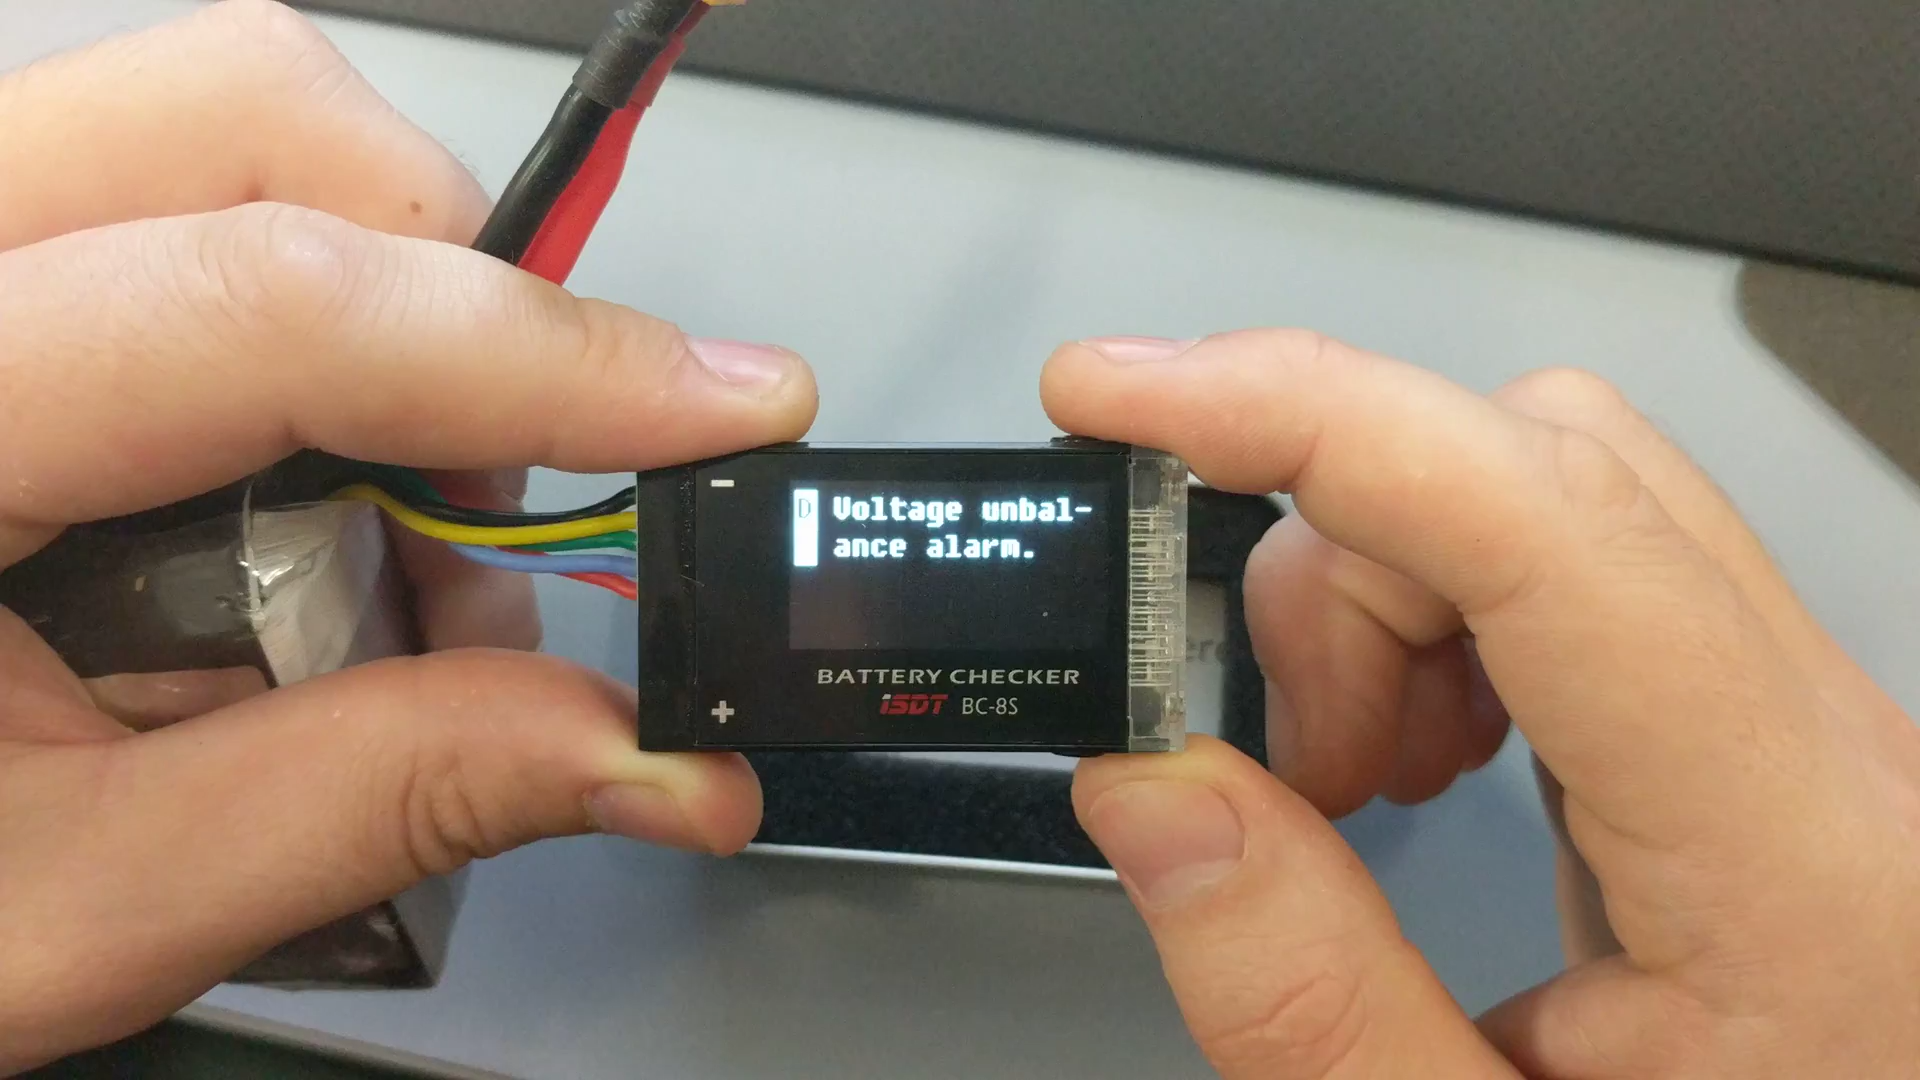 −
D Voltage unbal-
ance alarm.
BATTERY CHECKER
iSDT BC-8S
+